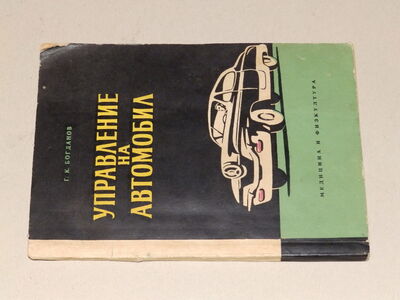 Г. К. БОГДАНОВ
УПРАВЛЕНИЕ
НА
АВТОМОБИЛ
МЕДИЦИНА И ФИЗКУЛТУРА